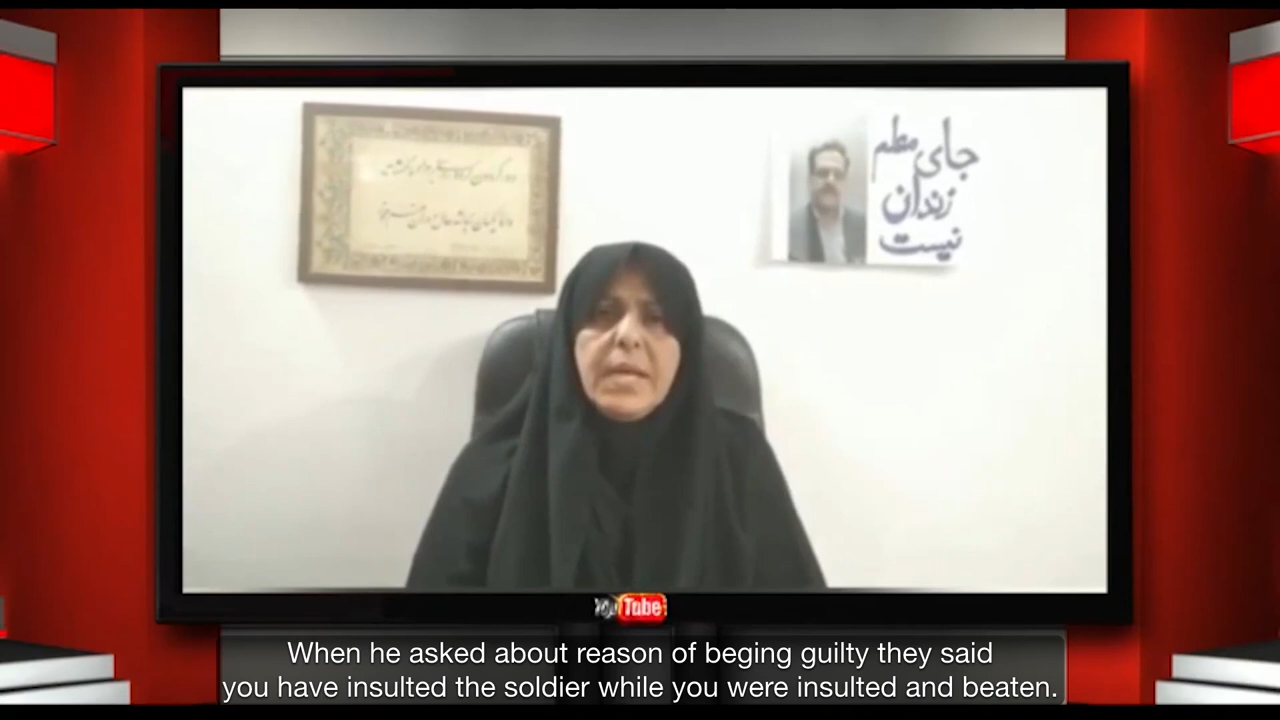 جای معلم
زندان
نیست
YouTube
When he asked about reason of beging guilty they said
you have insulted the soldier while you were insulted and beaten.